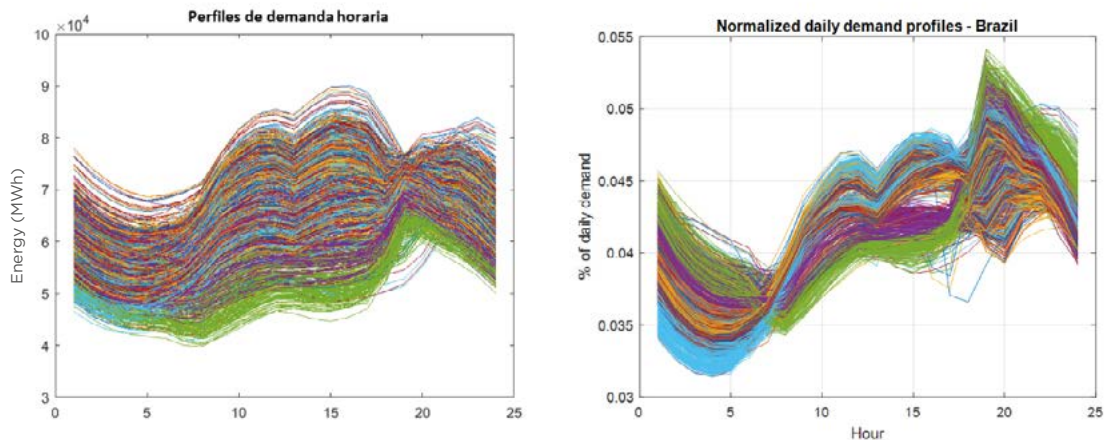 Perfiles de demanda horaria
×10⁴
10
9
8
7
6
5
4
3
Energy (MWh)
0 5 10 15 20 25
Normalized daily demand profiles - Brazil
0.055
0.05
0.045
0.04
0.035
0.03
% of daily demand
0 5 10 15 20 25
Hour